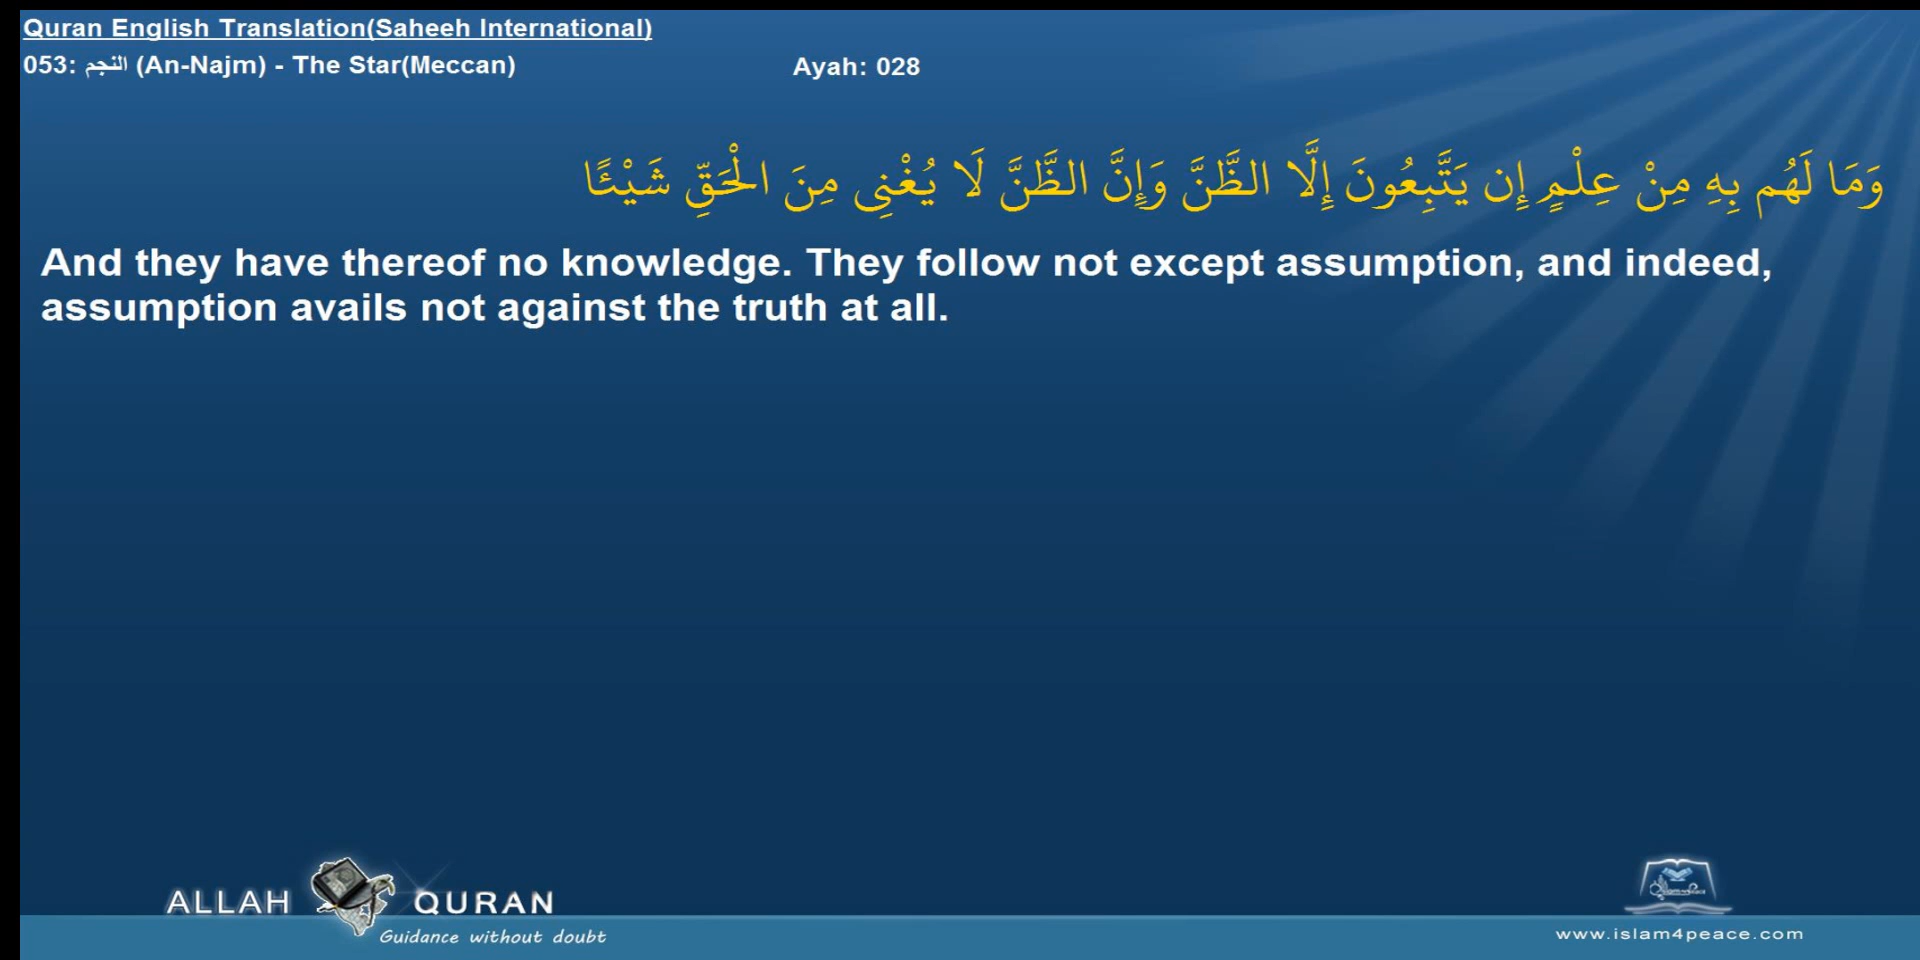 Quran English Translation(Saheeh International)
053: النجم (An-Najm) - The Star(Meccan)
Ayah: 028
وَمَا لَهُم بِهِ مِنْ عِلْمٍ إِن يَتَّبِعُونَ إِلَّا الظَّنَّ وَإِنَّ الظَّنَّ لَا يُغْنِي مِنَ الْحَقِّ شَيْئًا
And they have thereof no knowledge. They follow not except assumption, and indeed,
assumption avails not against the truth at all.
ALLAH QURAN
Guidance without doubt
www.islam4peace.com